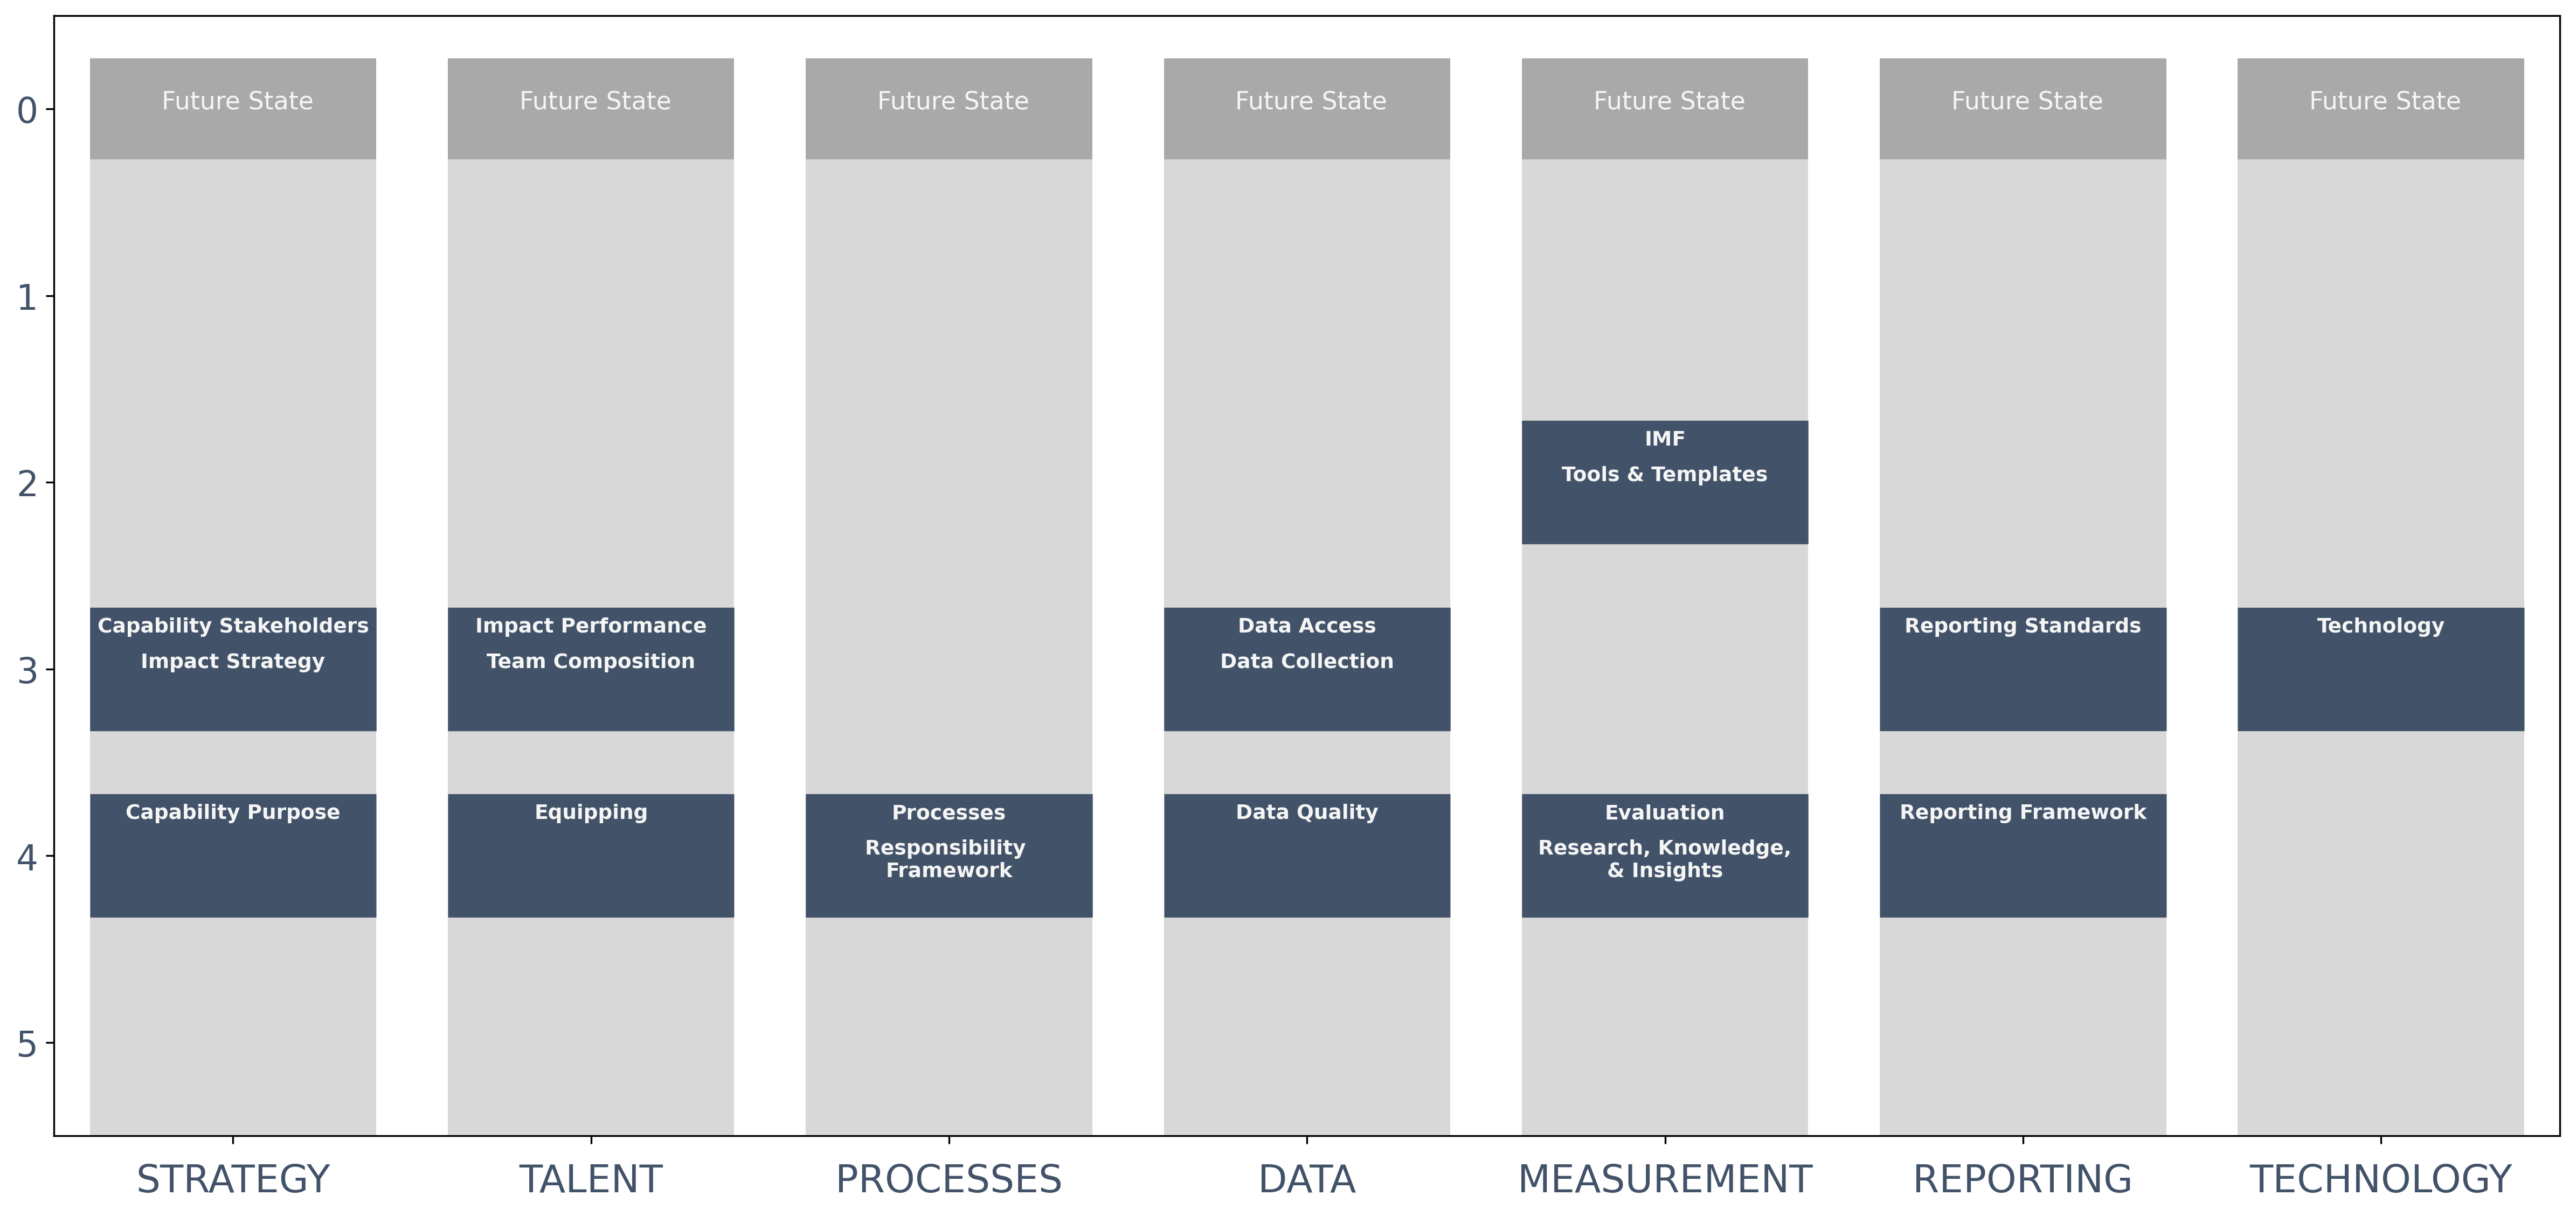 0
Future State
Future State
Future State
Future State
Future State
Future State
Future State
1
2
IMF
Tools & Templates
3
Capability Stakeholders
Impact Strategy
Impact Performance
Team Composition
Data Access
Data Collection
Reporting Standards
Technology
4
Capability Purpose
Equipping
Processes
Responsibility
Framework
Data Quality
Evaluation
Research, Knowledge,
& Insights
Reporting Framework
5
STRATEGY
TALENT
PROCESSES
DATA
MEASUREMENT
REPORTING
TECHNOLOGY